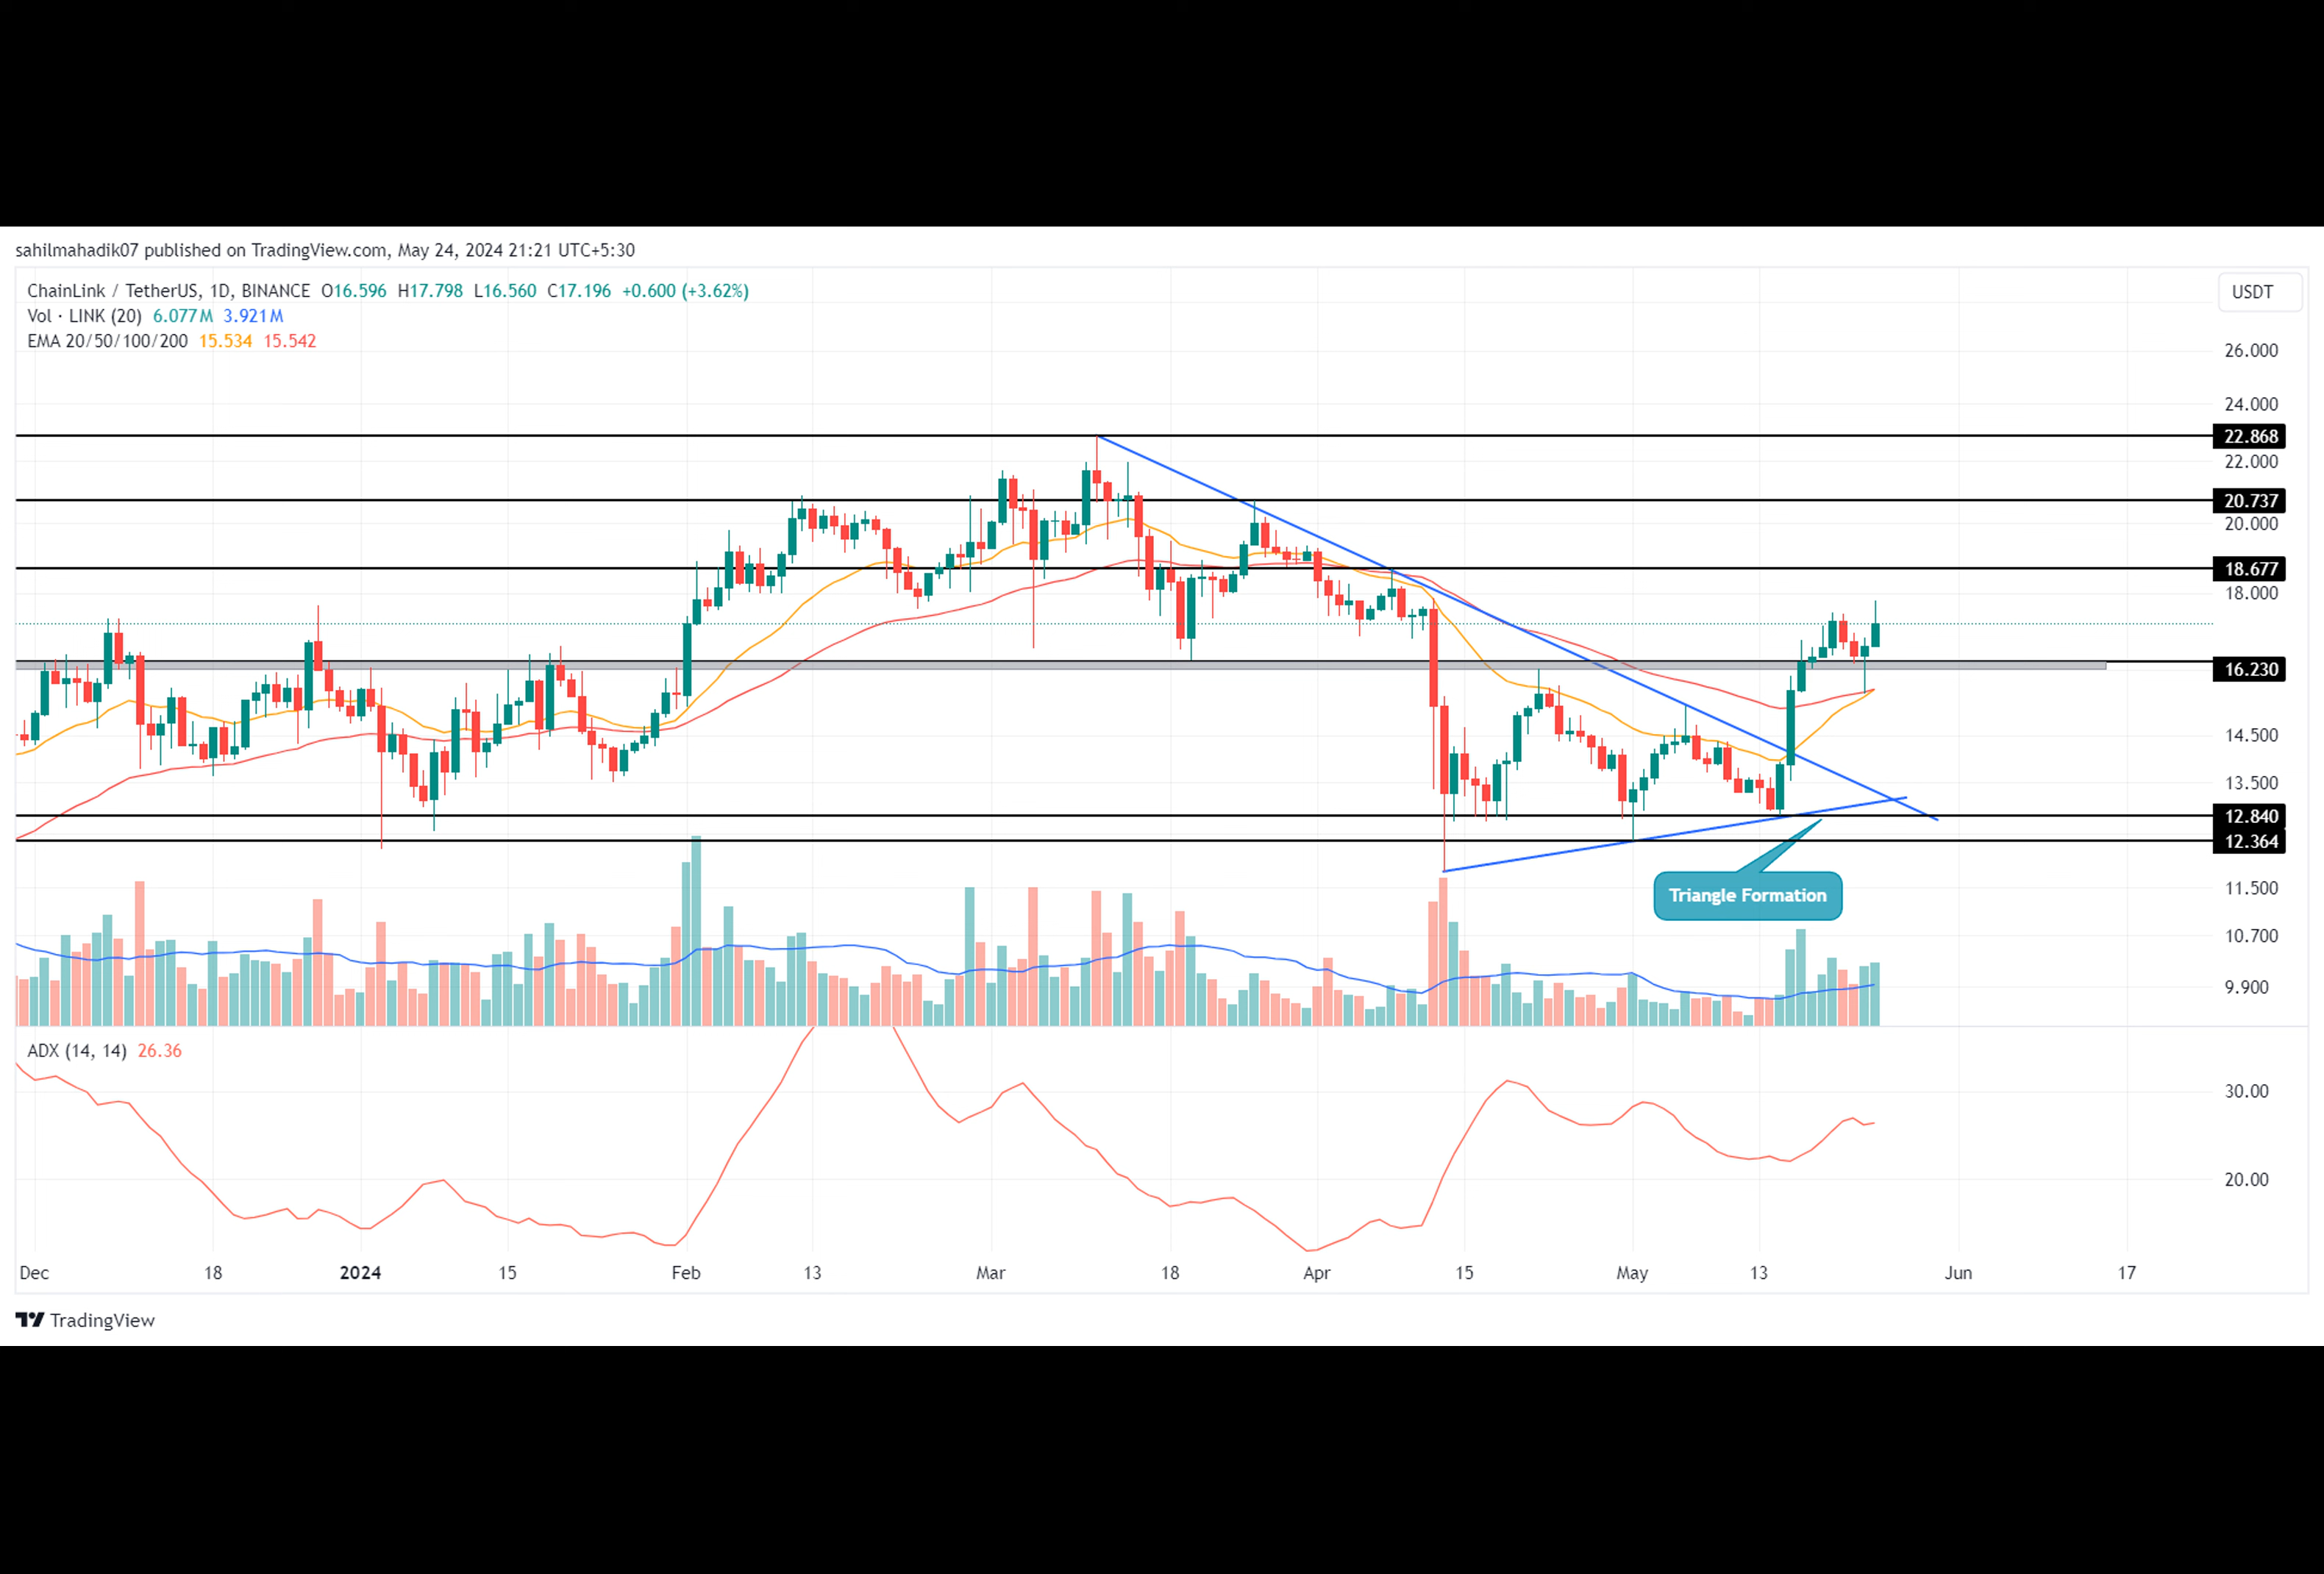 sahilmahadik07 published on TradingView.com, May 24, 2024 21:21 UTC+5:30
ChainLink / TetherUS, 1D, BINANCE O16.596 H17.798 L16.560 C17.196 +0.600 (+3.62%)
USDT
Vol · LINK (20) 6.077M 3.921M
EMA 20/50/100/200 15.534 15.542
26.000
24.000
22.868
22.000
20.737
20.000
18.677
18.000
16.230
14.500
13.500
12.840
12.364
11.500
Triangle Formation
10.700
9.900
ADX (14, 14) 26.36
30.00
20.00
Dec 18 2024 15 Feb 13 Mar 18 Apr 15 May 13 Jun 17
TradingView